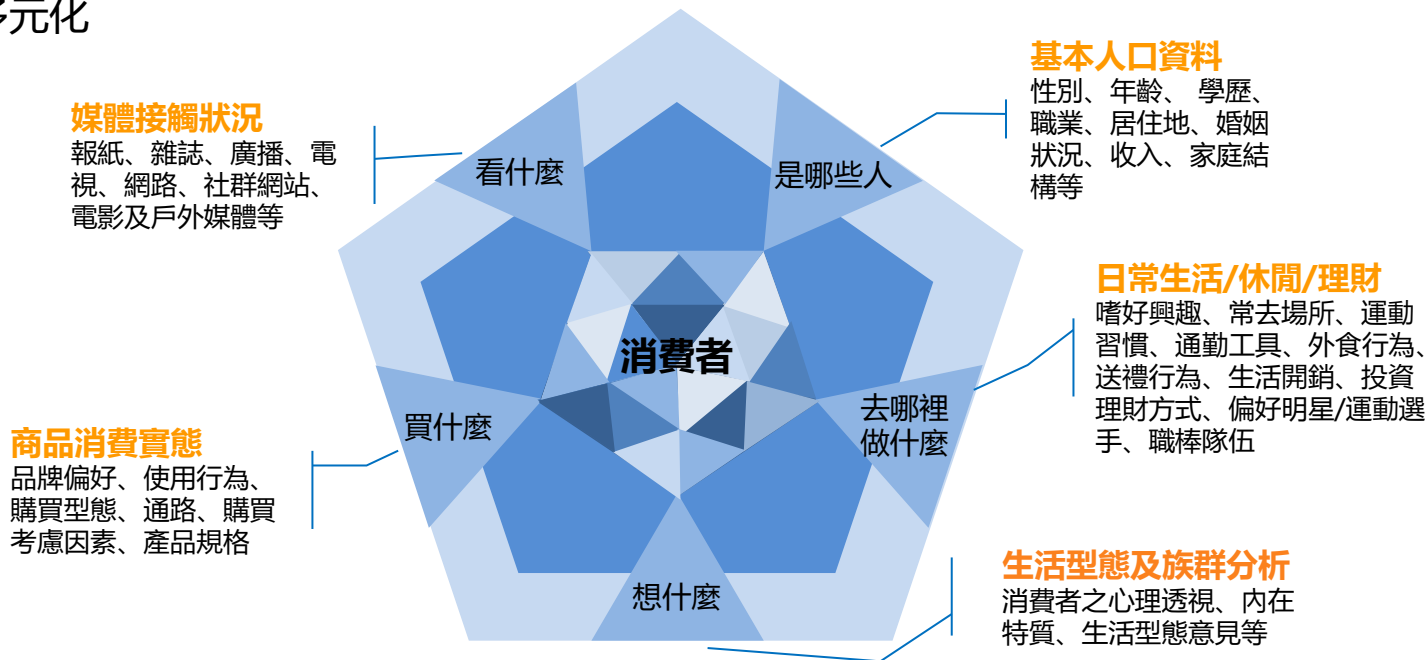 元化
媒體接觸狀況
報紙、雜誌、廣播、電
視、網路、社群網站、
電影及戶外媒體等
看什麼
基本人口資料
性別、年齡、 學歷、
職業、居住地、婚姻
狀況、收入、家庭結
構等
是哪些人
日常生活/休閒/理財
嗜好興趣、常去場所、運動
習慣、通勤工具、外食行為、
送禮行為、生活開銷、投資
理財方式、偏好明星/運動選
手、職棒隊伍
去哪裡
做什麼
消費者
買什麼
商品消費實態
品牌偏好、使用行為、
購買型態、通路、購買
考慮因素、產品規格
想什麼
生活型態及族群分析
消費者之心理透視、內在
特質、生活型態意見等